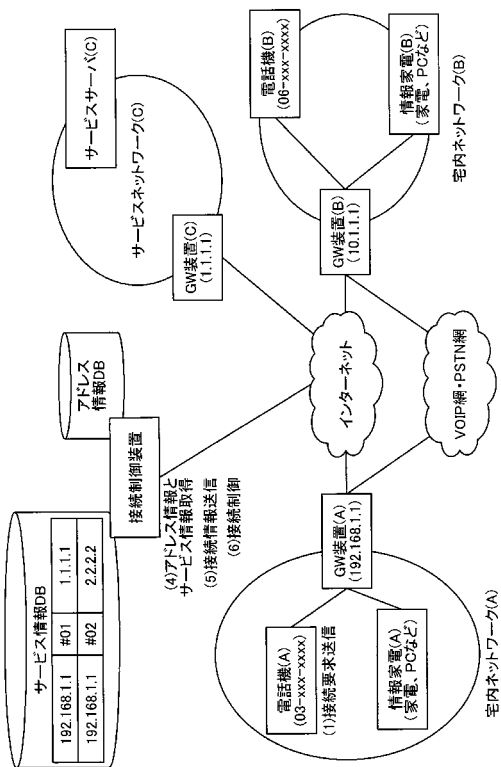 サービス情報DB
192.168.1.1 #01 1.1.1.1
192.168.1.1 #02 2.2.2.2
アドレス
情報DB
接続制御装置
(4)アドレス情報と
サービス情報取得
(5)接続情報送信
(6)接続制御
サービスサーバ(C)
サービスネットワーク(C)
GW装置(C)
(1.1.1.1)
インターネット
VOIP網・PSTN網
電話機(A)
(03-xxx-xxxx)
(1)接続要求送信
情報家電(A)
(家電、PCなど)
GW装置(A)
(192.168.1.1)
宅内ネットワーク(A)
GW装置(B)
(10.1.1.1)
電話機(B)
(06-xxx-xxxx)
情報家電(B)
(家電、PCなど)
宅内ネットワーク(B)